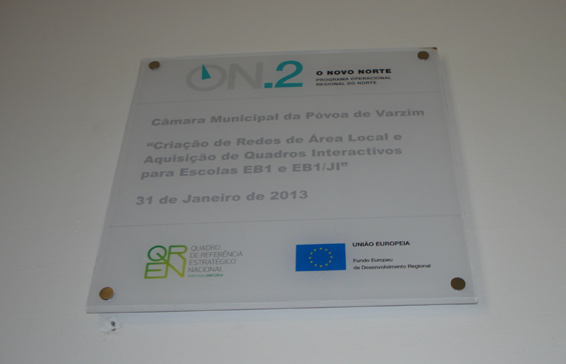 ON.2
O NOVO NORTE
PROGRAMA OPERACIONAL
REGIONAL DO NORTE
Câmara Municipal da Póvoa de Varzim
“Criação de Redes de Área Local e
Aquisição de Quadros Interactivos
para Escolas EB1 e EB1/JI”
31 de Janeiro de 2013
QREN
QUADRO
DE REFERÊNCIA
ESTRATÉGICO
NACIONAL
UNIÃO EUROPEIA
Fundo Europeu
de Desenvolvimento Regional